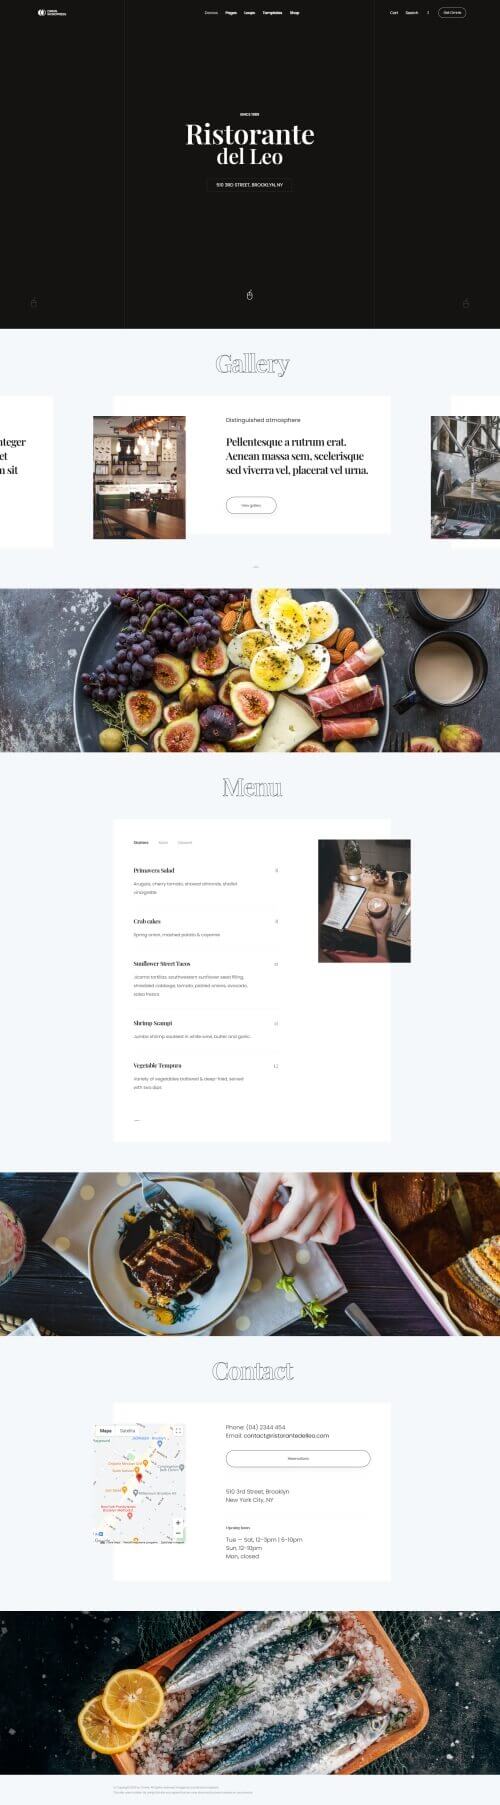 Demos Pages Loops Templates Shop
Cart Search
SINCE 1989
Ristorante
del Leo
510 3RD STREET, BROOKLYN, NY
Gallery
nteger
et
n sit
Distinguished atmosphere
Pellentesque a rutrum erat.
Aenean massa sem, scelerisque
sed viverra vel, placerat vel urna.
View gallery
Menu
Starters Main Dessert
Primavera Salad
Arugula, cherry tomato, shaved almonds, shallot
vinaigrette
Crab cakes
Spring onion, mashed potato & cayenne
Sunflower Street Tacos
Jicama tortillas, southwestern sunflower seed filling,
shredded cabbage, tomato, pickled onions, avocado,
salsa fresca
Shrimp Scampi
Jumbo shrimp sauteed in white wine, butter and garlic
Vegetable Tempura 12
Variety of vegetables battered & deep-fried, served
with two dips
Contact
Mapa Satelita
Phone: (04) 2344 454
Email: contact@ristorantedelleo.com
Reservations
510 3rd Street, Brooklyn
New York City, NY
Opening hours
Tue — Sat, 12-3pm | 5-10pm
Sun, 12-10pm
Mon, closed